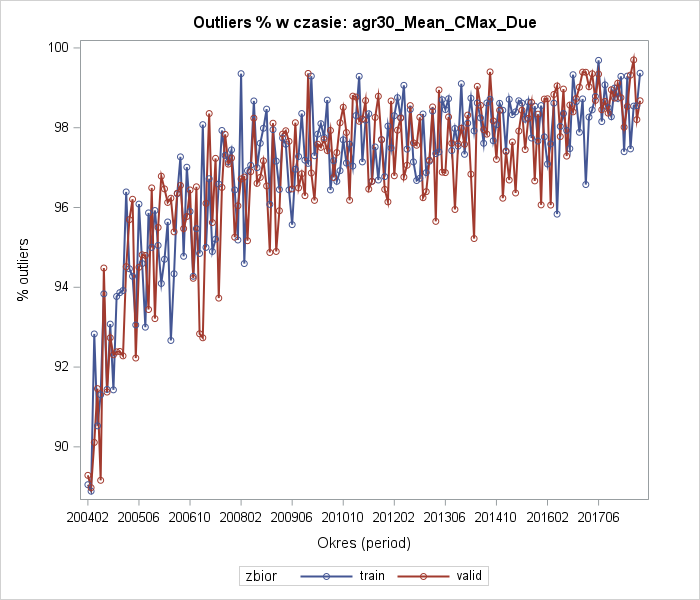 Outliers % w czasie: agr30_Mean_CMax_Due
100
98
96
94
92
90
% outliers
200402 200506 200610 200802 200906 201010 201202 201306 201410 201602 201706
Okres (period)
zbior train valid